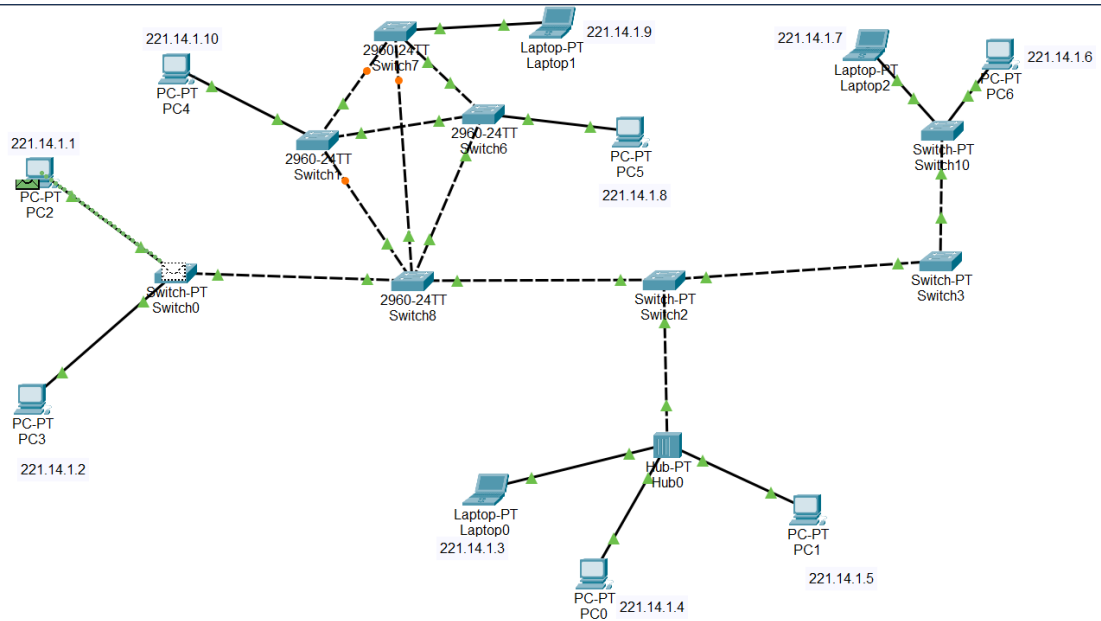 2960-24TT
Switch7
Laptop-PT
Laptop1
221.14.1.9
221.14.1.10
PC-PT
PC4
221.14.1.7
Laptop-PT
Laptop2
221.14.1.6
PC-PT
PC6
2960-24TT
Switch6
2960-24TT
PC-PT
PC5
221.14.1.8
Switch-PT
Switch10
221.14.1.1
PC-PT
PC2
Switch-PT
Switch0
2960-24TT
Switch8
Switch-PT
Switch2
Switch-PT
Switch3
PC-PT
PC3
221.14.1.2
Hub-PT
Hub0
Laptop-PT
Laptop0
221.14.1.3
PC-PT
PC1
221.14.1.5
PC-PT
PC0
221.14.1.4